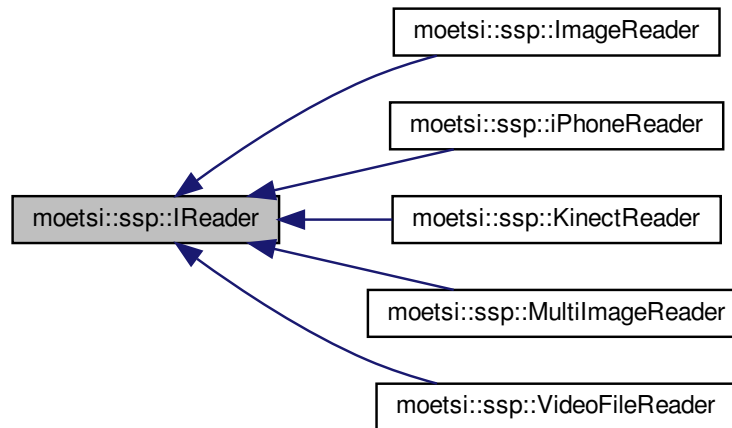 moetsi::ssp::ImageReader
moetsi::ssp::iPhoneReader
moetsi::ssp::IReader
moetsi::ssp::KinectReader
moetsi::ssp::MultiImageReader
moetsi::ssp::VideoFileReader